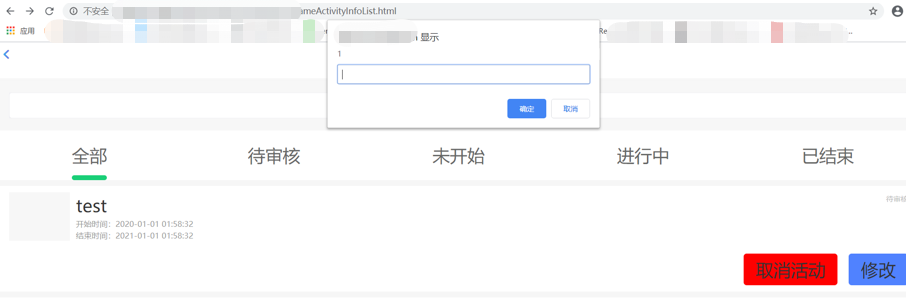 不安全
ameActivityInfoList.html
应用
Re
显示
1
确定
取消
全部
待审核
未开始
进行中
已结束
test
待审核
开始时间：2020-01-01 01:58:32
结束时间：2021-01-01 01:58:32
取消活动
修改